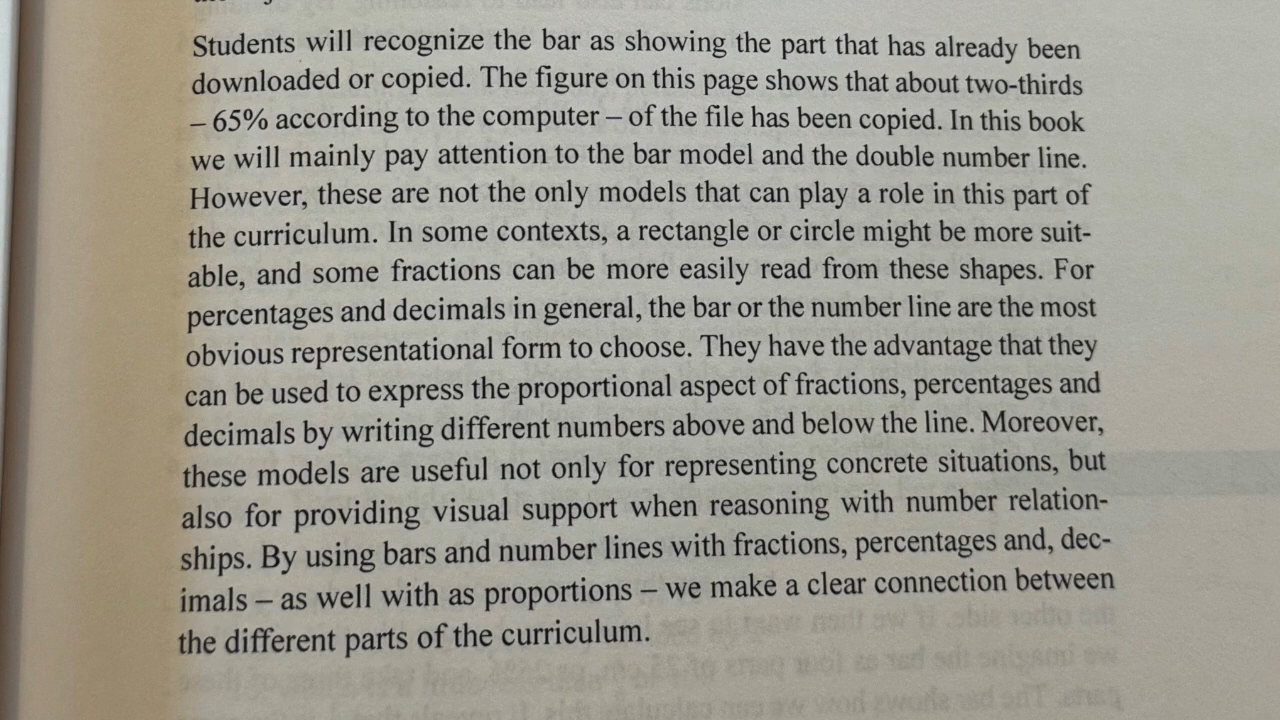 Students will recognize the bar as showing the part that has already been
downloaded or copied. The figure on this page shows that about two-thirds
– 65% according to the computer – of the file has been copied. In this book
we will mainly pay attention to the bar model and the double number line.
However, these are not the only models that can play a role in this part of
the curriculum. In some contexts, a rectangle or circle might be more suit-
able, and some fractions can be more easily read from these shapes. For
percentages and decimals in general, the bar or the number line are the most
obvious representational form to choose. They have the advantage that they
can be used to express the proportional aspect of fractions, percentages and
decimals by writing different numbers above and below the line. Moreover,
these models are useful not only for representing concrete situations, but
also for providing visual support when reasoning with number relation-
ships. By using bars and number lines with fractions, percentages and, dec-
imals – as well with as proportions – we make a clear connection between
the different parts of the curriculum.